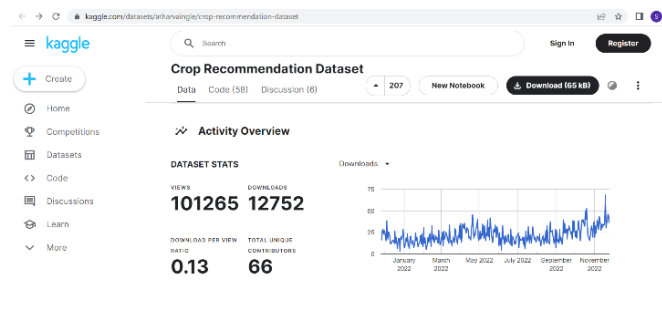 kaggle.com/datasets/atharvaingle/crop-recommendation-dataset
S
kaggle
Search
Sign In
Register
Create
Home
Competitions
Datasets
Code
Discussions
Learn
More
Crop Recommendation Dataset
Data
Code (58)
Discussion (6)
207
New Notebook
Download (65 kB)
Activity Overview
DATASET STATS
Downloads
VIEWS
DOWNLOADS
101265
12752
DOWNLOAD PER VIEW RATIO
TOTAL UNIQUE CONTRIBUTORS
0.13
66
75
50
25
0
January 2022
March 2022
May 2022
July 2022
September 2022
November 2022